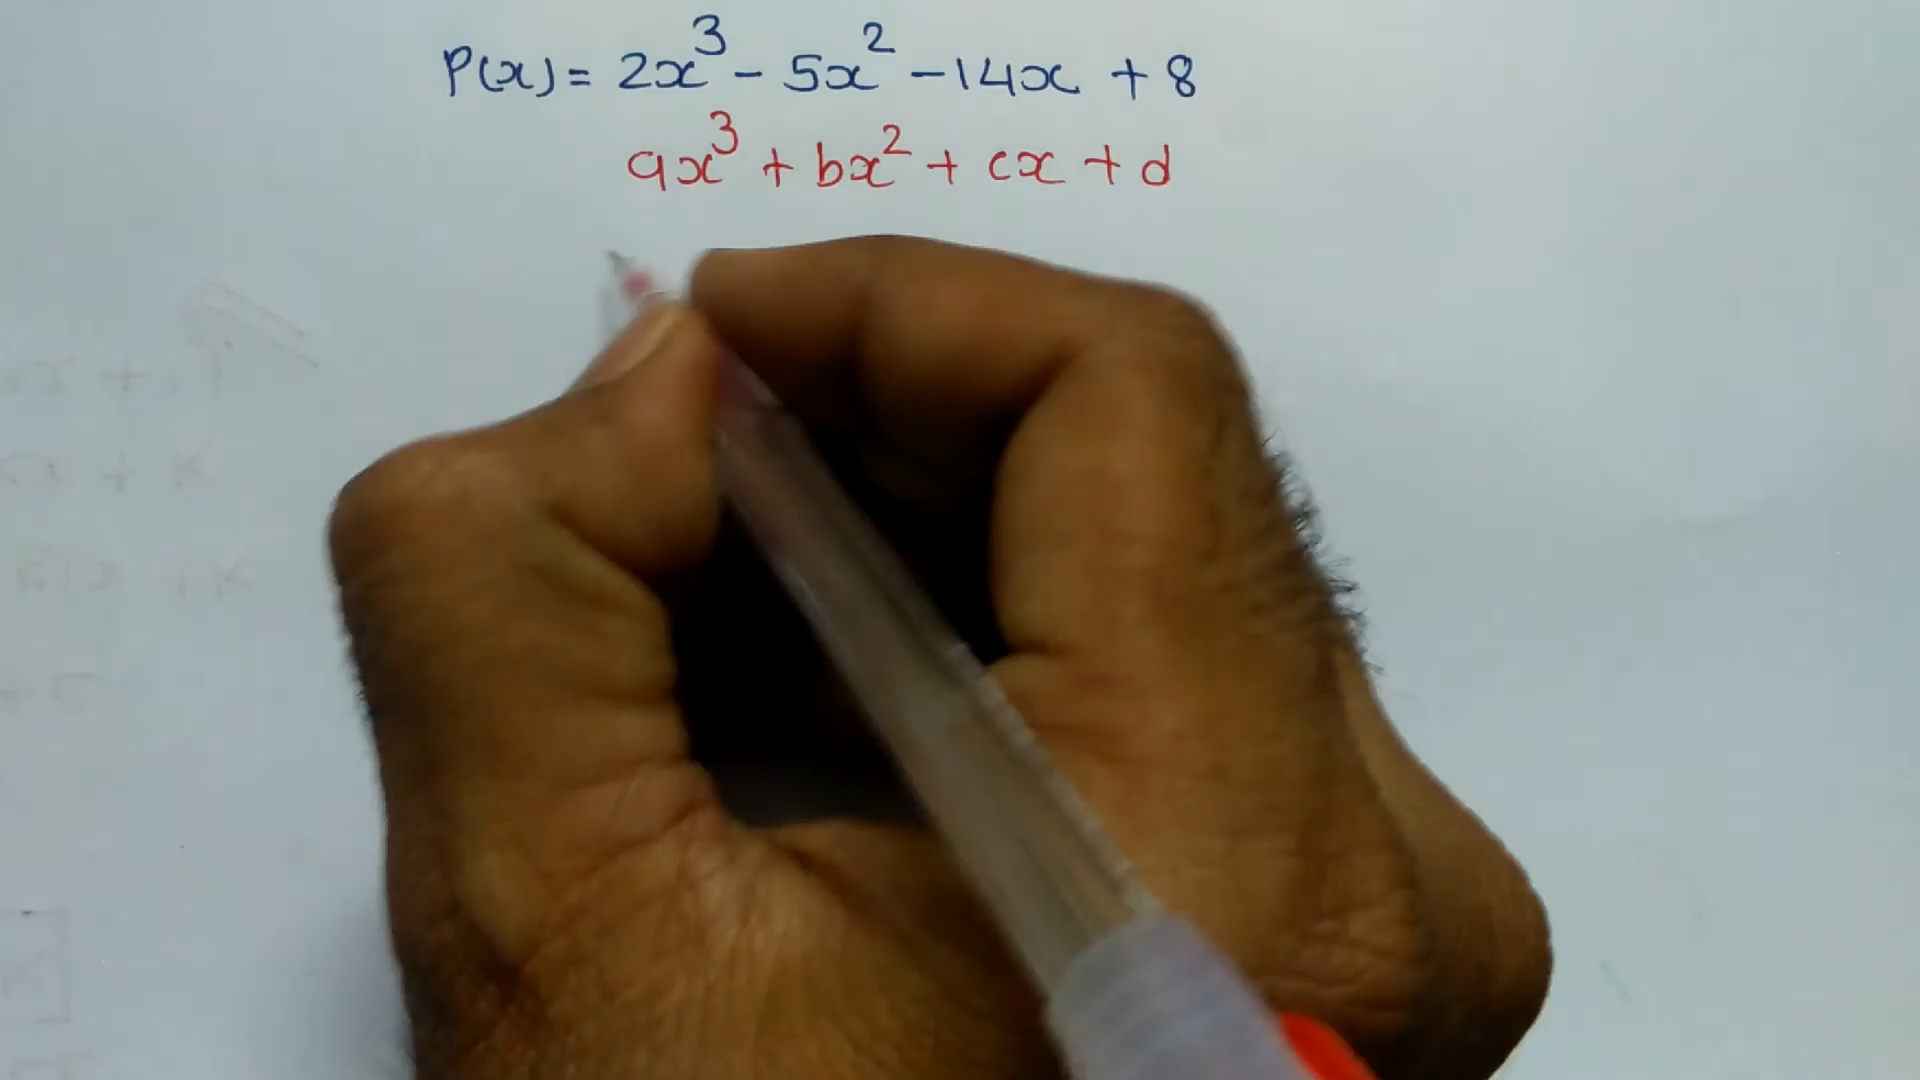 P(x) = 2x³ - 5x² - 14x + 8
ax³ + bx² + cx + d